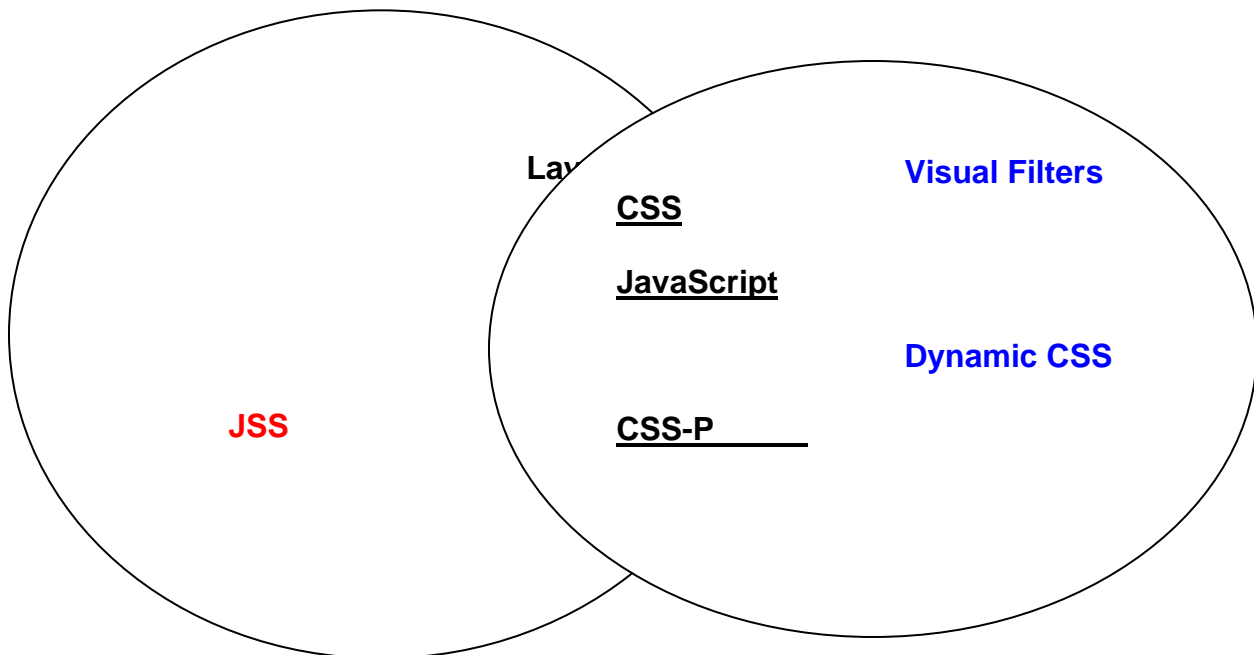 Visual Filters
CSS
JavaScript
Dynamic CSS
JSS
CSS-P